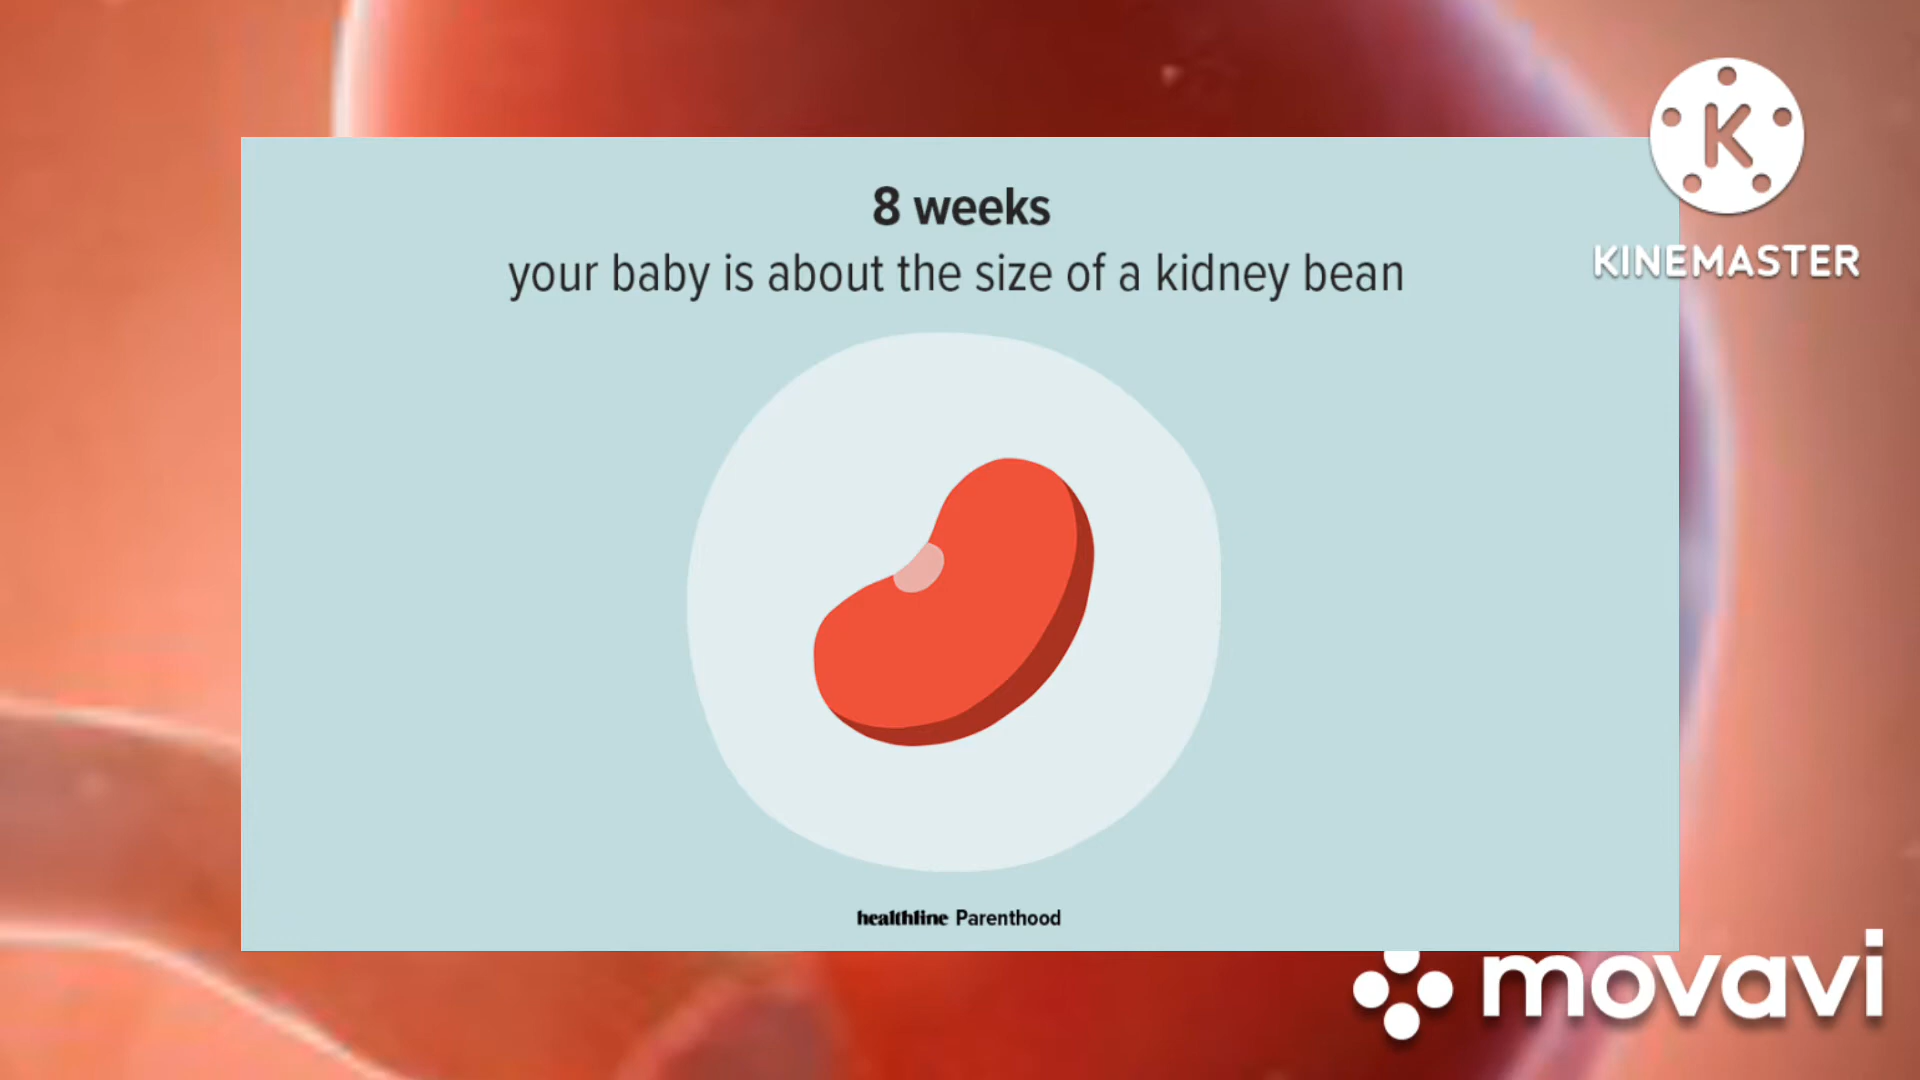 8 weeks
your baby is about the size of a kidney bean
K
KINEMASTER
healthline Parenthood
movavi